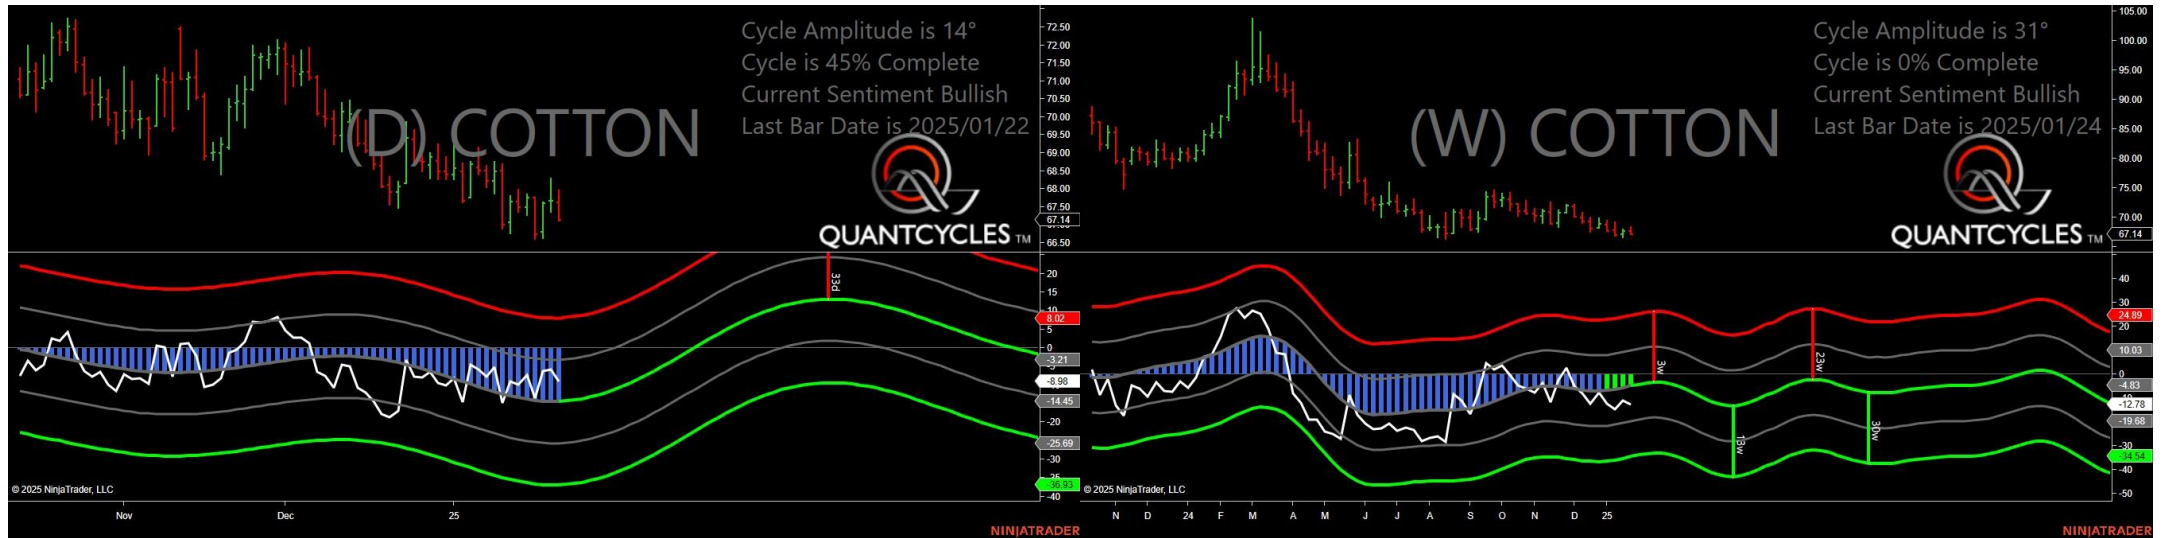 Cycle Amplitude is 14°
Cycle is 45% Complete
Current Sentiment Bullish
Last Bar Date is 2025/01/22
(D) COTTON
QUANTCYCLES TM
72.50
72.00
71.50
71.00
70.50
70.00
69.50
69.00
68.50
68.00
67.50
67.14
66.50
33d
20
15
10
8.02
5
0
-3.21
-8.98
-14.45
-20
-25.69
-30
-36.93
-40
© 2025 NinjaTrader, LLC
Nov
Dec
25
NINJATRADER
Cycle Amplitude is 31°
Cycle is 0% Complete
Current Sentiment Bullish
Last Bar Date is 2025/01/24
(W) COTTON
QUANTCYCLES TM
105.00
100.00
95.00
90.00
85.00
80.00
75.00
70.00
67.14
3w
13w
23w
30w
40
30
24.89
20
10.03
0
-4.83
-12.78
-19.68
-30
-34.54
-40
-50
© 2025 NinjaTrader, LLC
N D 24 F M A M J J A S O N D 25
NINJATRADER